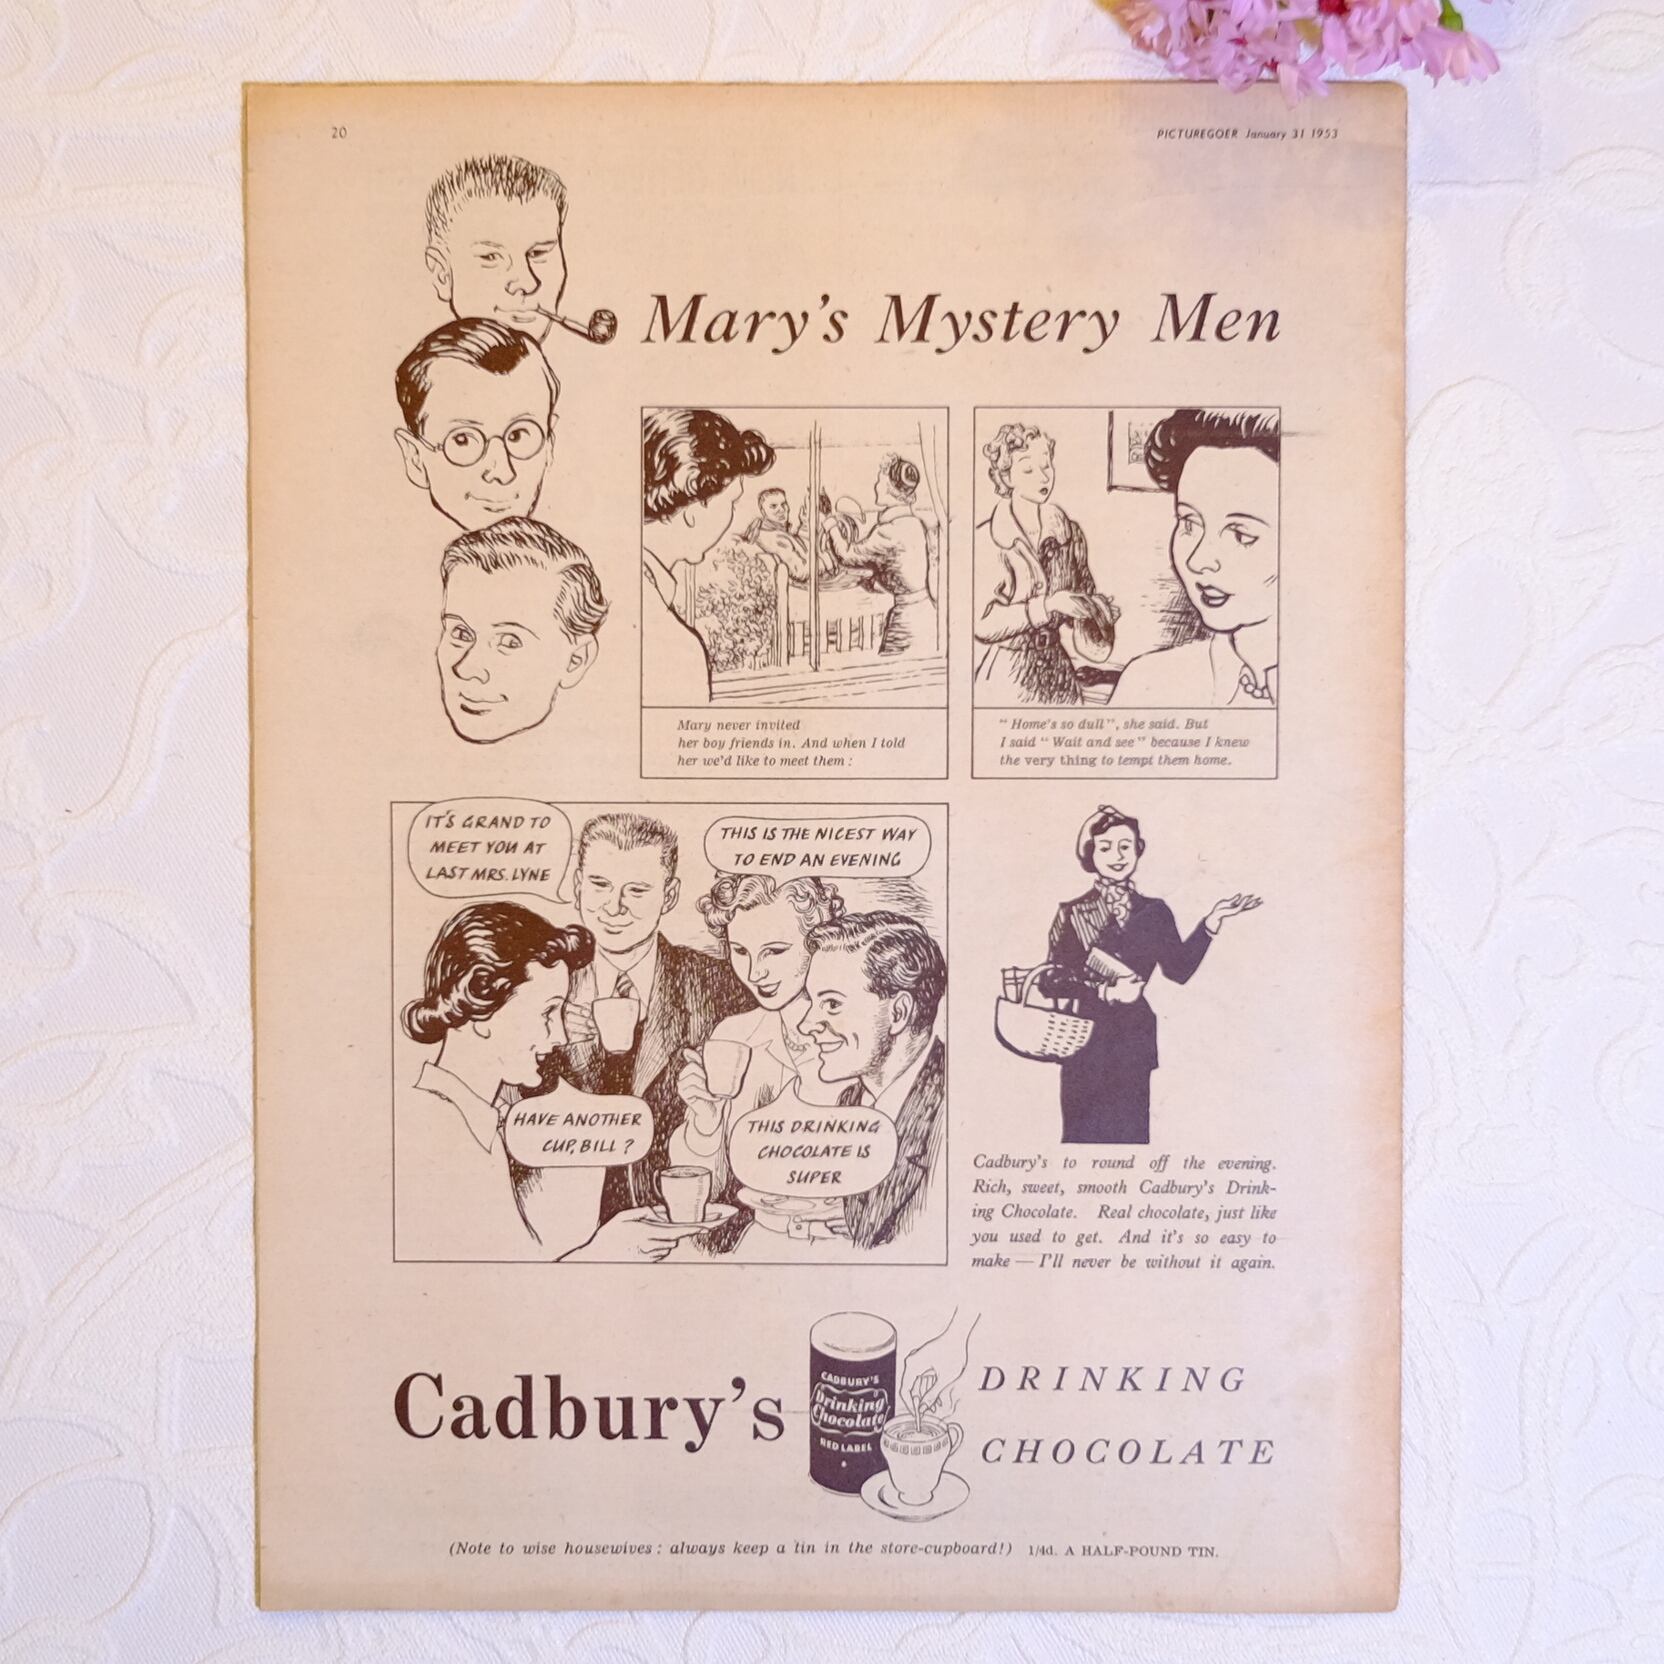 20
PICTUREGOER January 31 1953
Mary's Mystery Men
Mary never invited
her boy friends in. And when I told
her we'd like to meet them :
" Home's so dull ", she said. But
I said " Wait and see " because I knew
the very thing to tempt them home.
IT'S GRAND TO
MEET YOU AT
LAST MRS. LYNE
THIS IS THE NICEST WAY
TO END AN EVENING
HAVE ANOTHER
CUP, BILL ?
THIS DRINKING
CHOCOLATE IS
SUPER
Cadbury's to round off the evening.
Rich, sweet, smooth Cadbury's Drink-
ing Chocolate. Real chocolate, just like
you used to get. And it's so easy to
make — I'll never be without it again.
Cadbury's
CADBURY'S
Drinking
Chocolate
RED LABEL
DRINKING
CHOCOLATE
(Note to wise housewives : always keep a tin in the store-cupboard!) 1/4d. A HALF-POUND TIN.